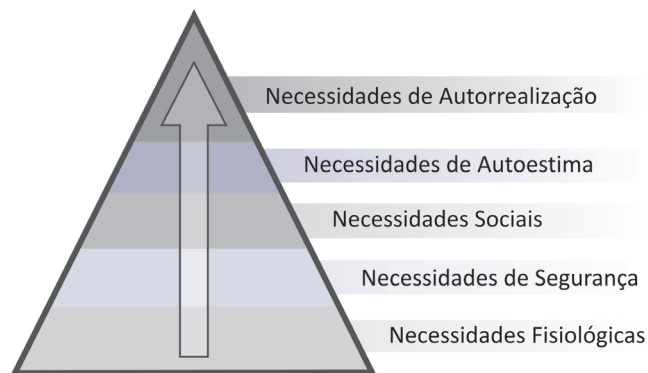 Necessidades de Autorrealização
Necessidades de Autoestima
Necessidades Sociais
Necessidades de Segurança
Necessidades Fisiológicas